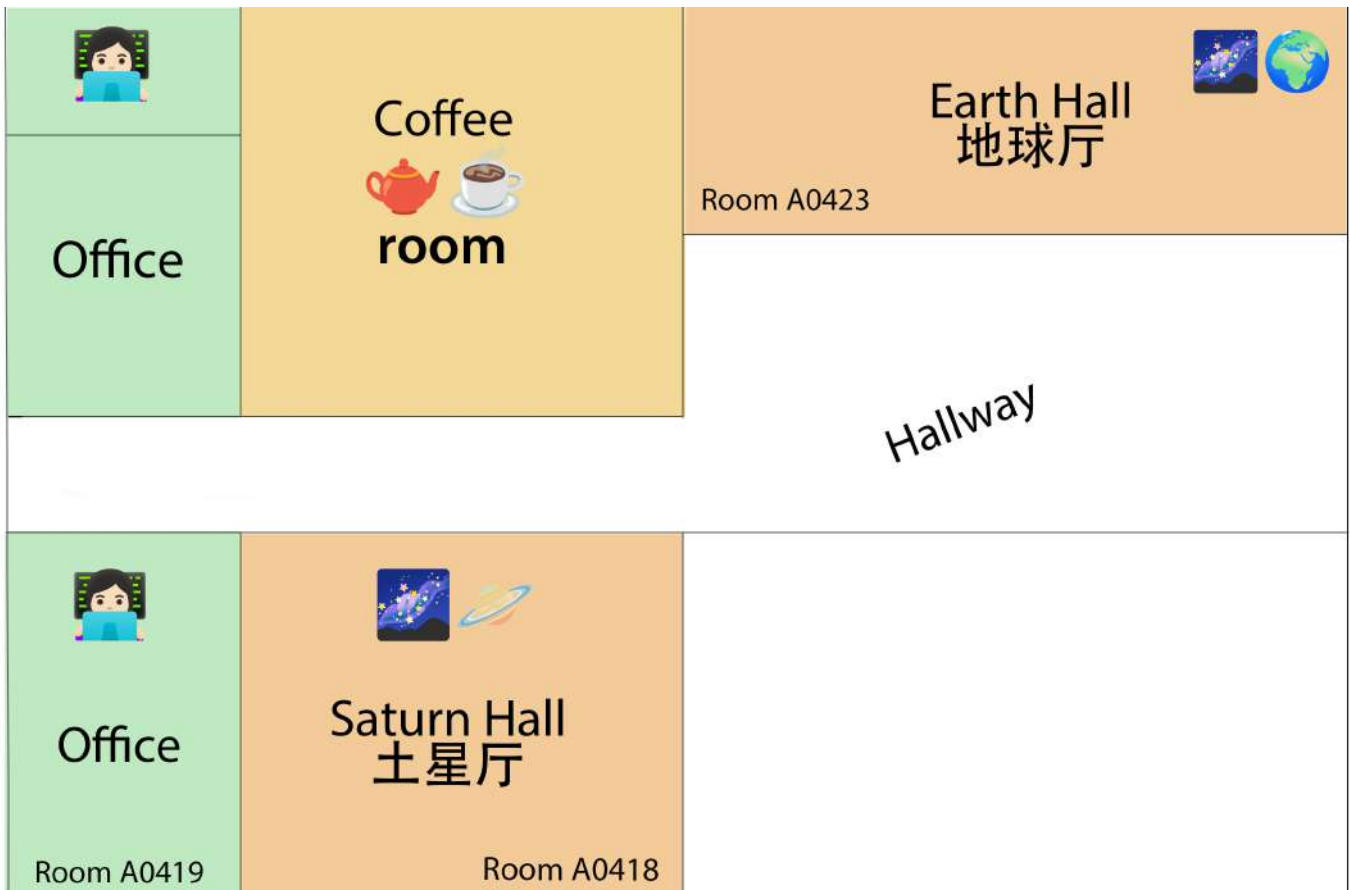 Coffee
room
Office
Earth Hall
地球厅
Room A0423
Hallway
Office
Room A0419
Saturn Hall
土星厅
Room A0418